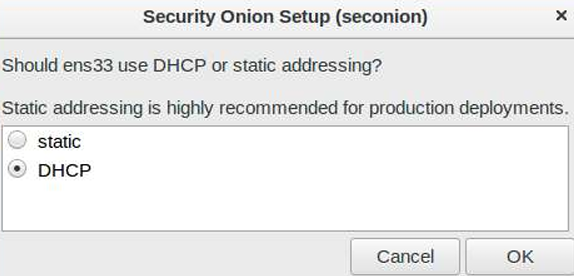 Security Onion Setup (seconion)
Should ens33 use DHCP or static addressing?
Static addressing is highly recommended for production deployments.
static
DHCP
Cancel OK